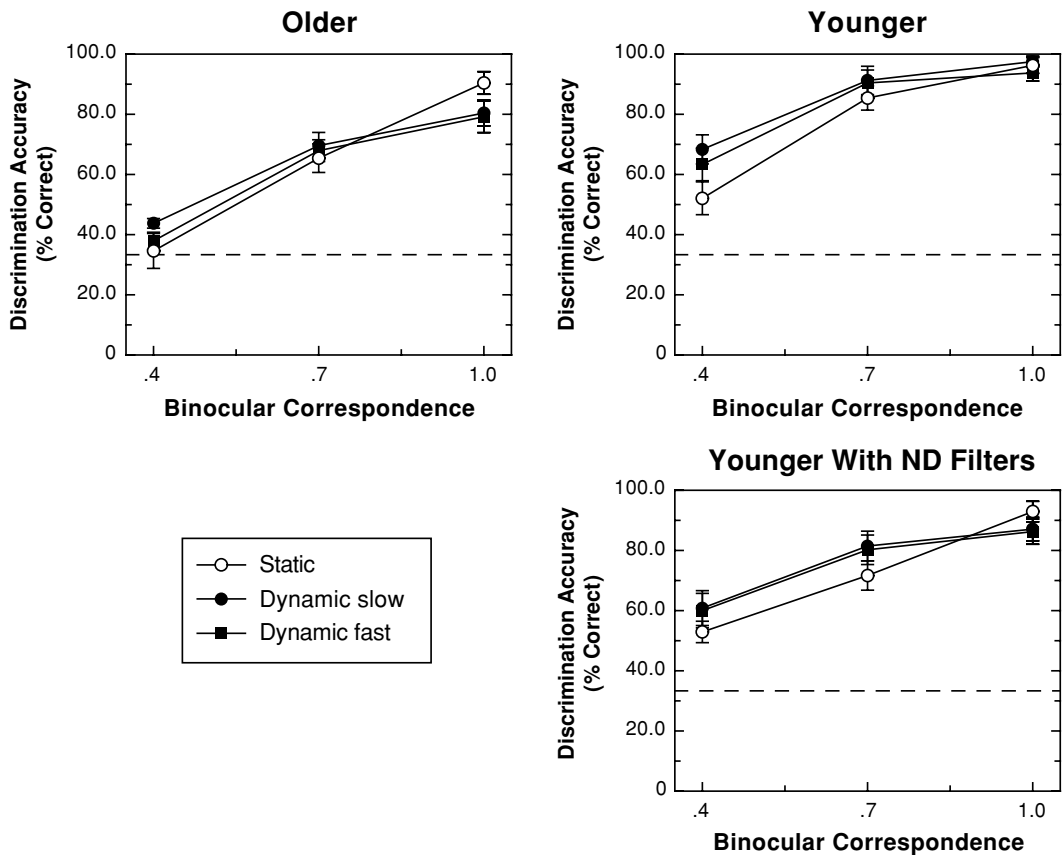 Older
Discrimination Accuracy
(% Correct)
100.0
80.0
60.0
40.0
20.0
0
.4
.7
1.0
Binocular Correspondence
Younger
Discrimination Accuracy
(% Correct)
100.0
80.0
60.0
40.0
20.0
0
.4
.7
1.0
Binocular Correspondence
Static
Dynamic slow
Dynamic fast
Younger With ND Filters
Discrimination Accuracy
(% Correct)
100.0
80.0
60.0
40.0
20.0
0
.4
.7
1.0
Binocular Correspondence